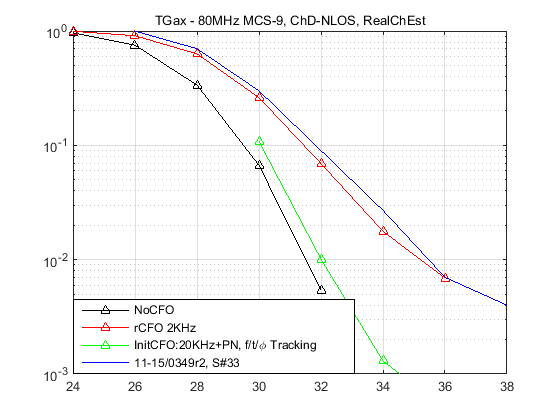 TGax - 80MHz MCS-9, ChD-NLOS, RealChEst
10^0
10^-1
10^-2
10^-3
NoCFO
rCFO 2KHz
InitCFO:20KHz+PN, f/t/ϕ Tracking
11-15/0349r2, S#33
24 26 28 30 32 34 36 38